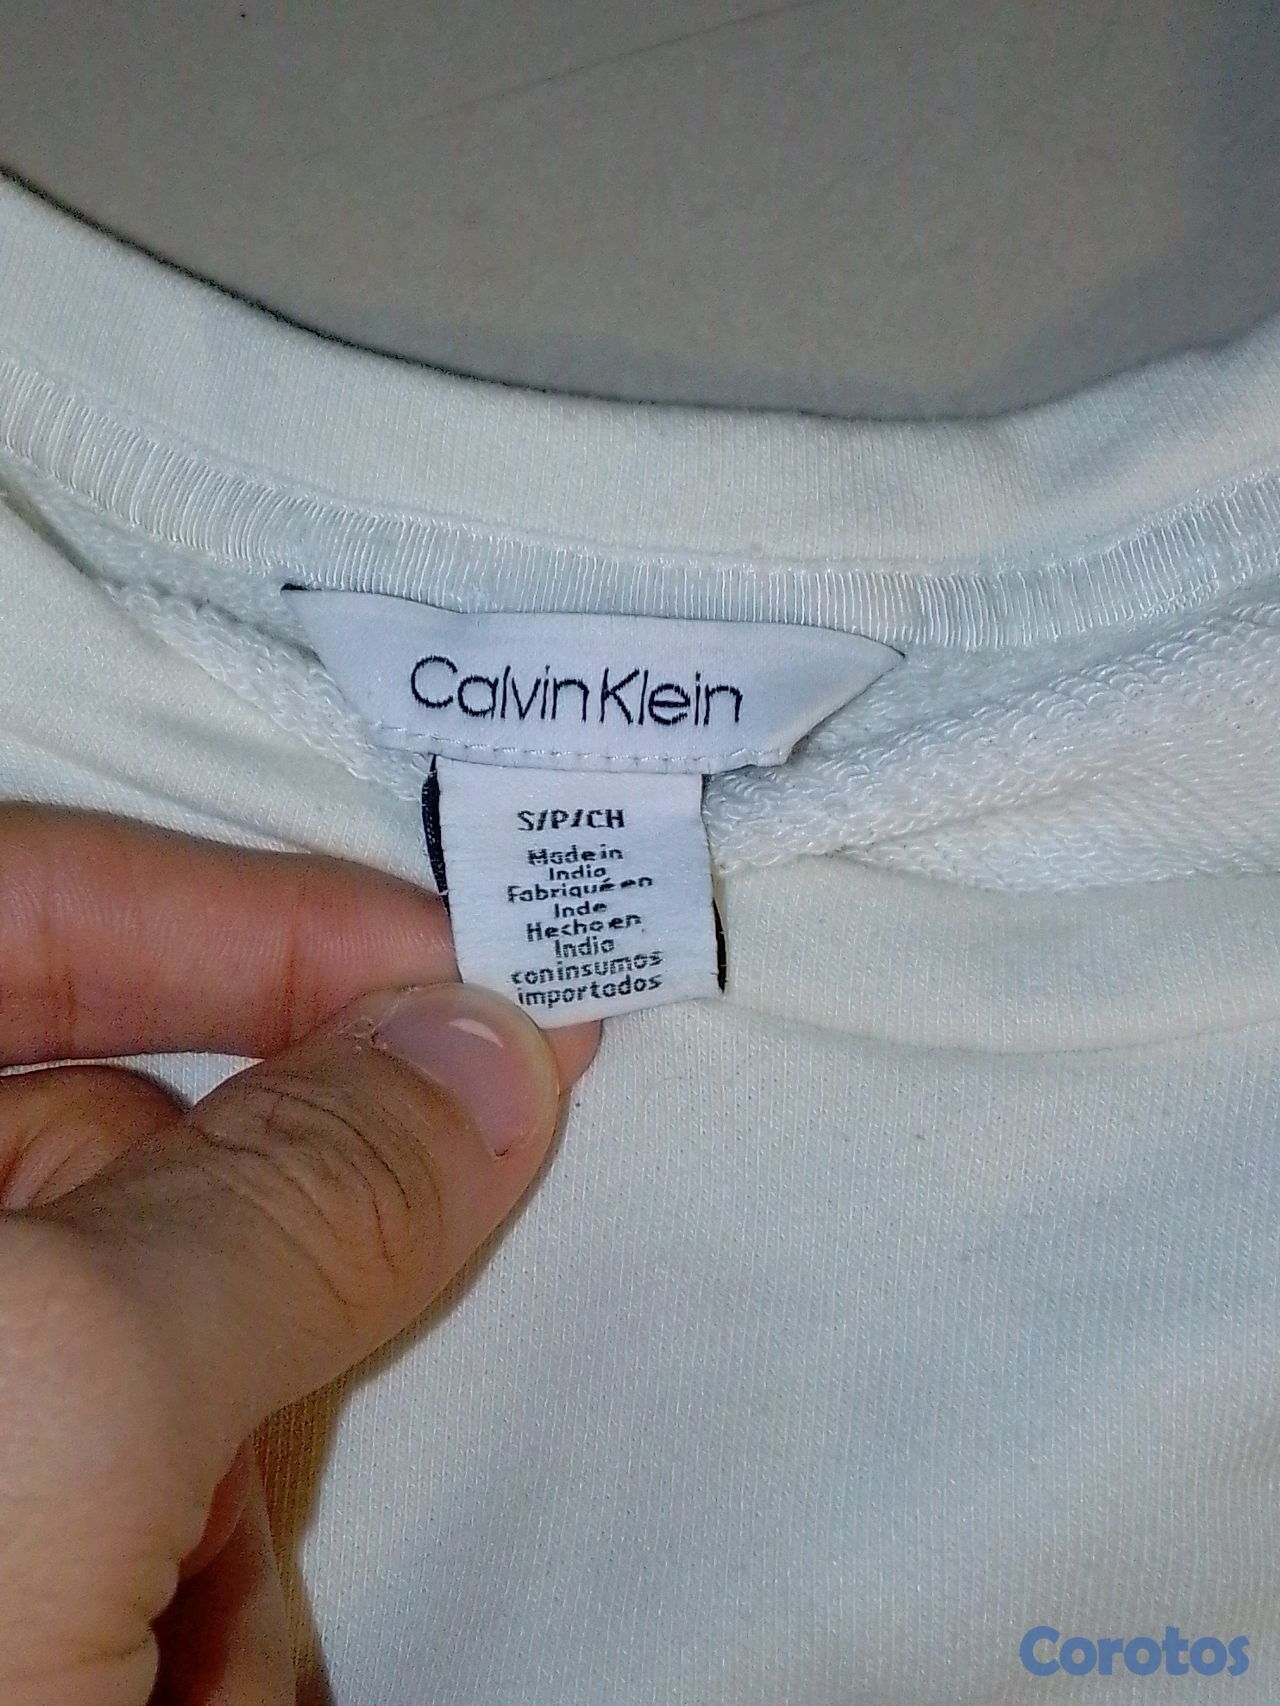 Calvin Klein
S/P/CH
Made in
India
Fabriqué en
Inde
Hecho en
India
con insumos
importados
Corotos